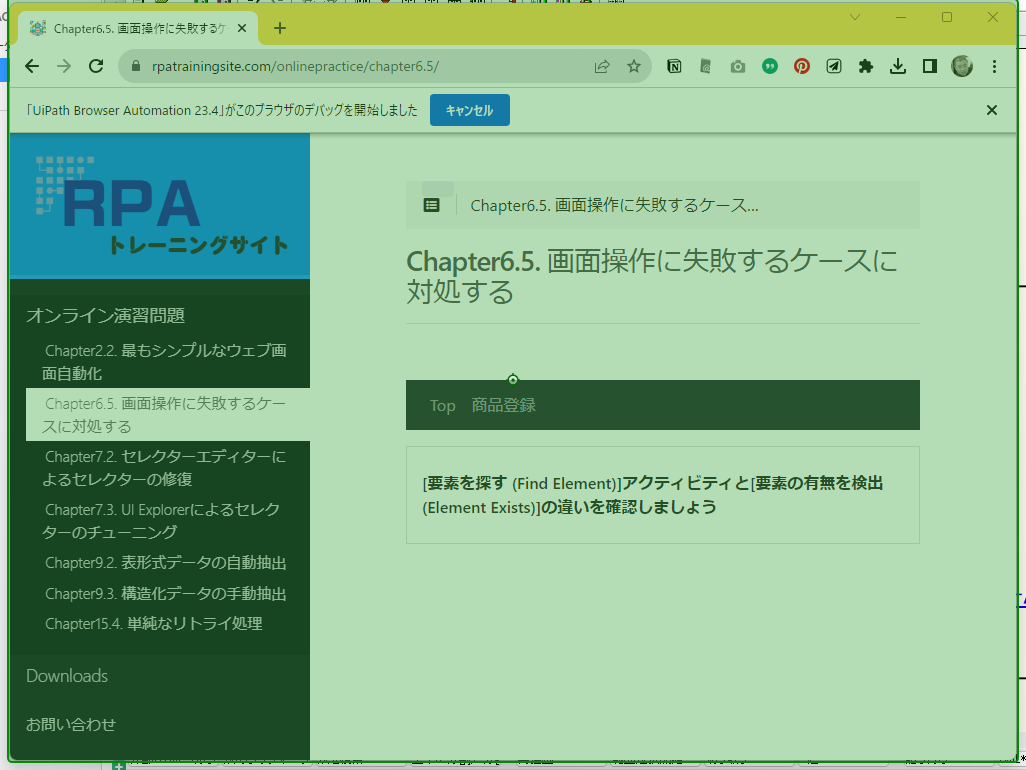 Chapter6.5. 画面操作に失敗するケ
rpatrainingsite.com/onlinepractice/chapter6.5/
「UiPath Browser Automation 23.4」がこのブラウザのデバッグを開始しました
キャンセル
RPA
トレーニングサイト
オンライン演習問題
Chapter2.2. 最もシンプルなウェブ画
面自動化
Chapter6.5. 画面操作に失敗するケー
スに対処する
Chapter7.2. セレクターエディターに
よるセレクターの修復
Chapter7.3. UI Explorerによるセレク
ターのチューニング
Chapter9.2. 表形式データの自動抽出
Chapter9.3. 構造化データの手動抽出
Chapter15.4. 単純なリトライ処理
Downloads
お問い合わせ
Chapter6.5. 画面操作に失敗するケース...
Chapter6.5. 画面操作に失敗するケースに
対処する
Top 商品登録
[要素を探す (Find Element)]アクティビティと[要素の有無を検出
(Element Exists)]の違いを確認しましょう